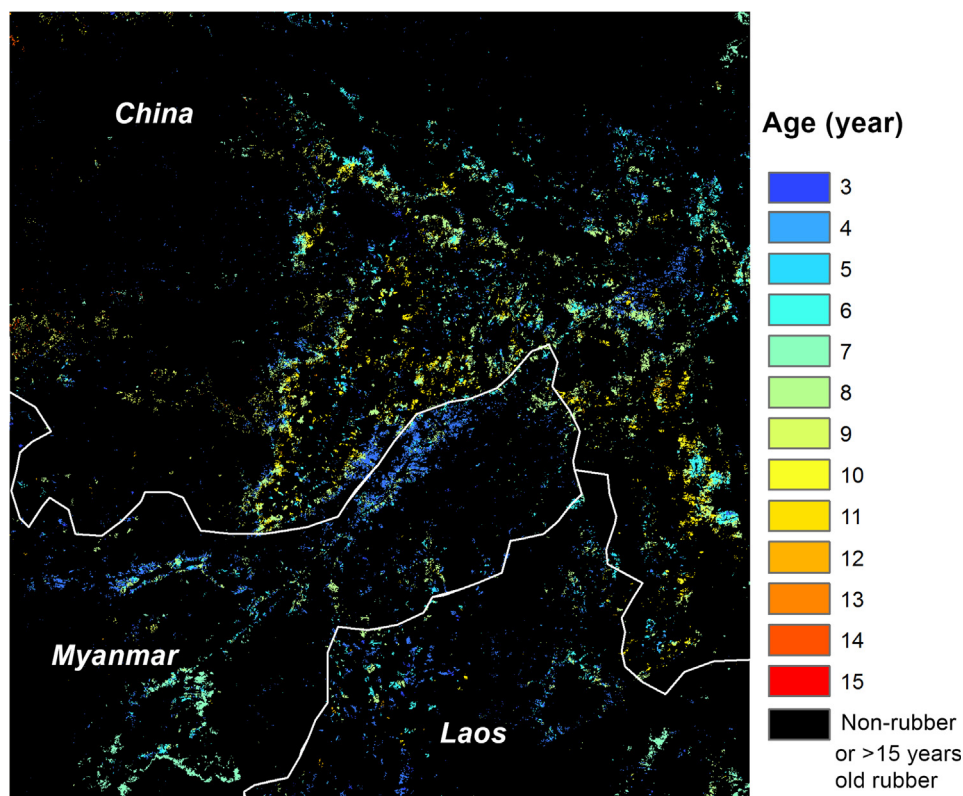 China
Myanmar
Laos
Age (year)
3
4
5
6
7
8
9
10
11
12
13
14
15
Non-rubber
or >15 years
old rubber